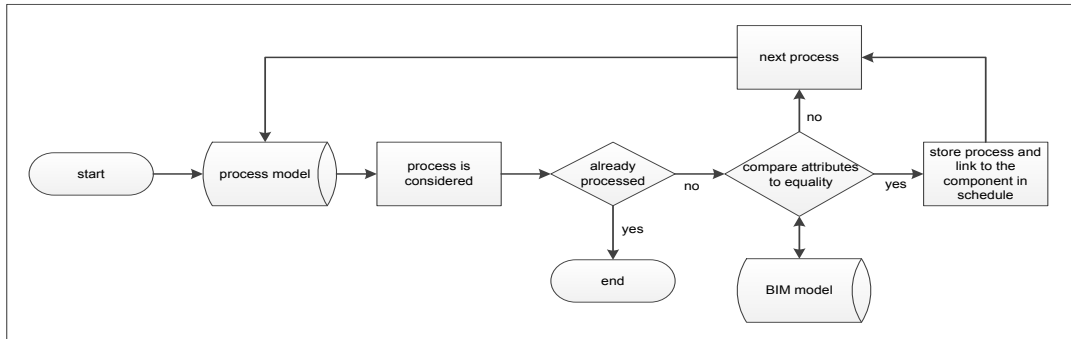 next process
no
start
process model
process is
considered
already
processed
no
compare attributes
to equality
yes
store process and
link to the
component in
schedule
yes
end
BIM model